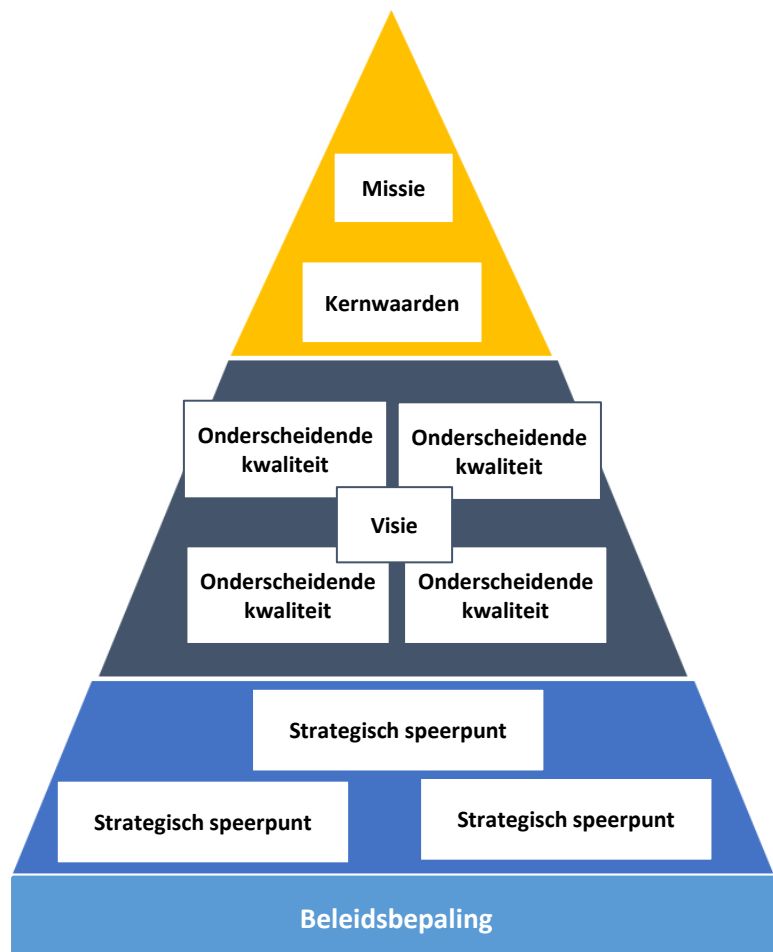 Missie
Kernwaarden
Onderscheidende
kwaliteit
Onderscheidende
kwaliteit
Visie
Onderscheidende
kwaliteit
Onderscheidende
kwaliteit
Strategisch speerpunt
Strategisch speerpunt
Strategisch speerpunt
Beleidsbepaling